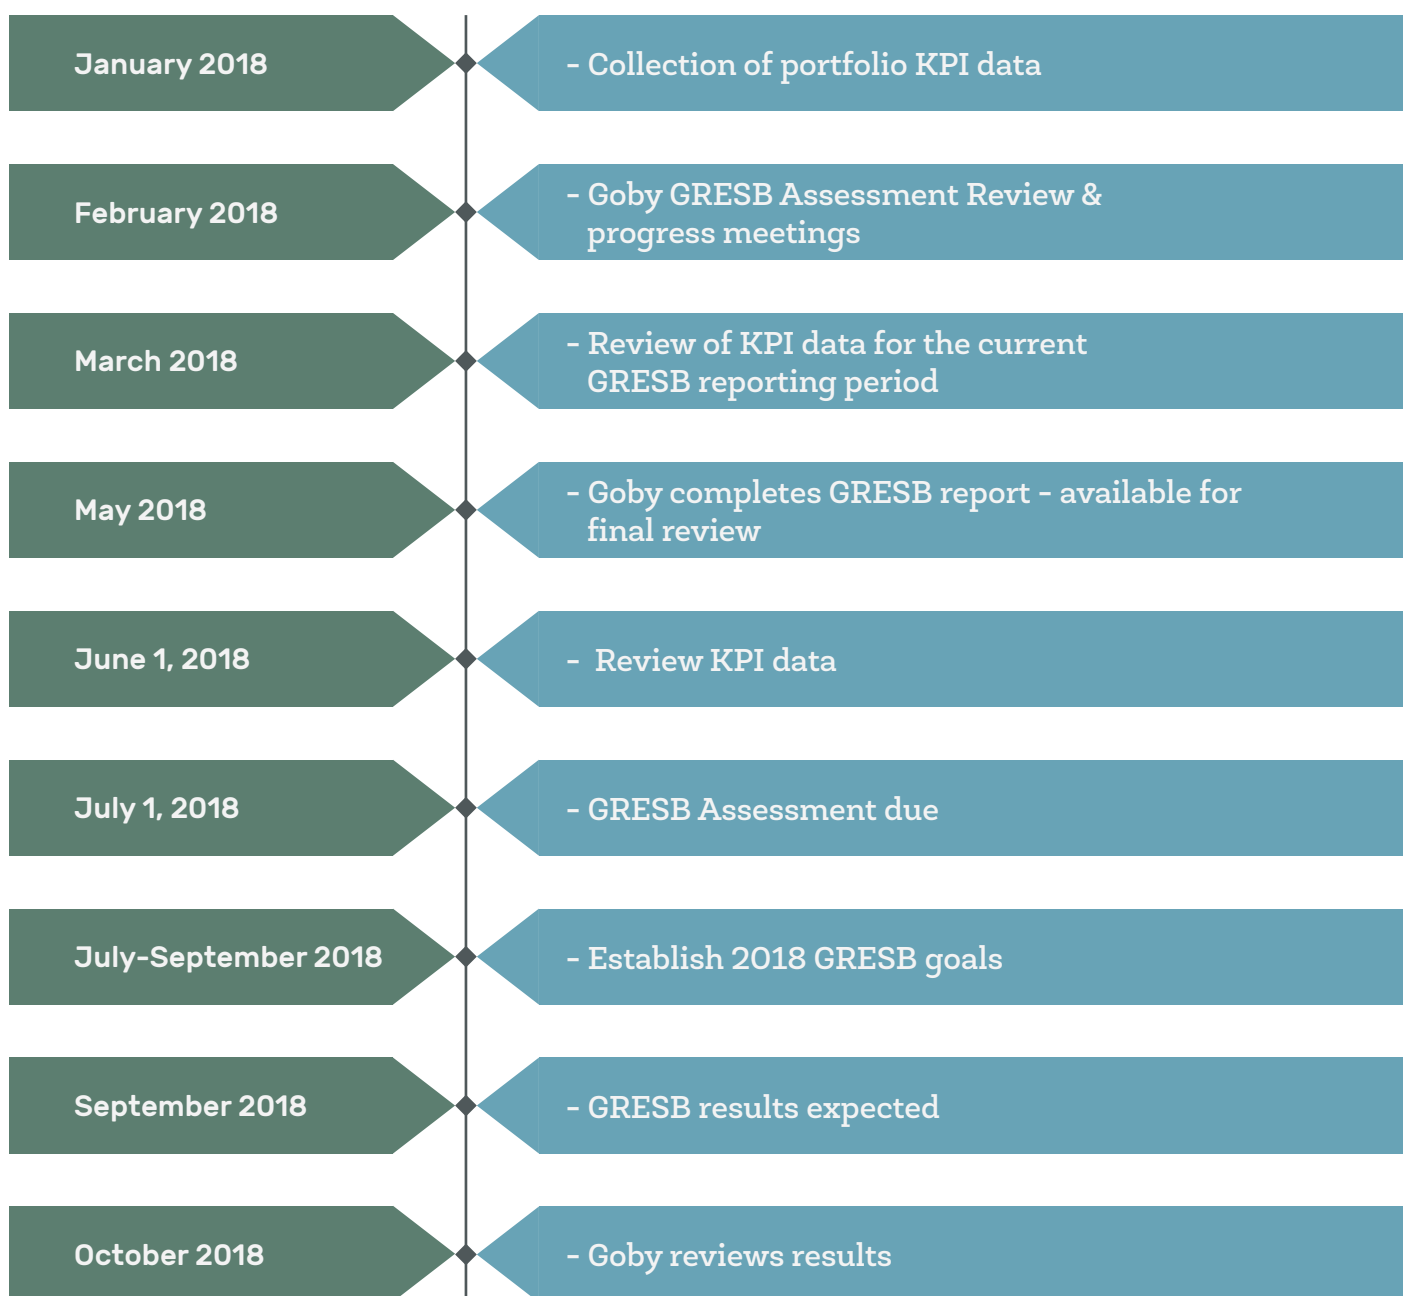 January 2018
- Collection of portfolio KPI data
February 2018
- Goby GRESB Assessment Review &
progress meetings
March 2018
- Review of KPI data for the current
GRESB reporting period
May 2018
- Goby completes GRESB report - available for
final review
June 1, 2018
- Review KPI data
July 1, 2018
- GRESB Assessment due
July-September 2018
- Establish 2018 GRESB goals
September 2018
- GRESB results expected
October 2018
- Goby reviews results